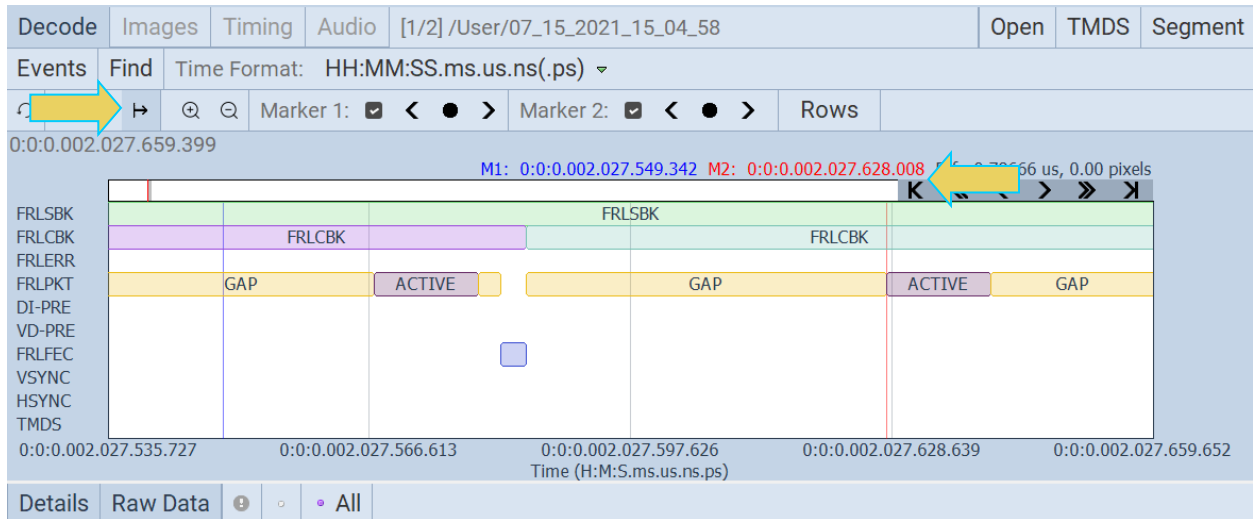 Decode Images Timing Audio [1/2] /User/07_15_2021_15_04_58 Open TMDS Segment
Events Find Time Format: HH:MM:SS.ms.us.ns(.ps)
Marker 1: Marker 2: Rows
0:0:0.002.027.659.399
M1: 0:0:0.002.027.549.342 M2: 0:0:0.002.027.628.008 us, 0.00 pixels
FRLSBK FRLSBK
FRLCBK FRLCBK FRLCBK
FRLERR
FRLPKT GAP ACTIVE GAP ACTIVE GAP
DI-PRE
VD-PRE
FRLFEC
VSYNC
HSYNC
TMDS
0:0:0.002.027.535.727 0:0:0.002.027.566.613 0:0:0.002.027.597.626 0:0:0.002.027.628.639 0:0:0.002.027.659.652
Time (H:M:S.ms.us.ns.ps)
Details Raw Data All